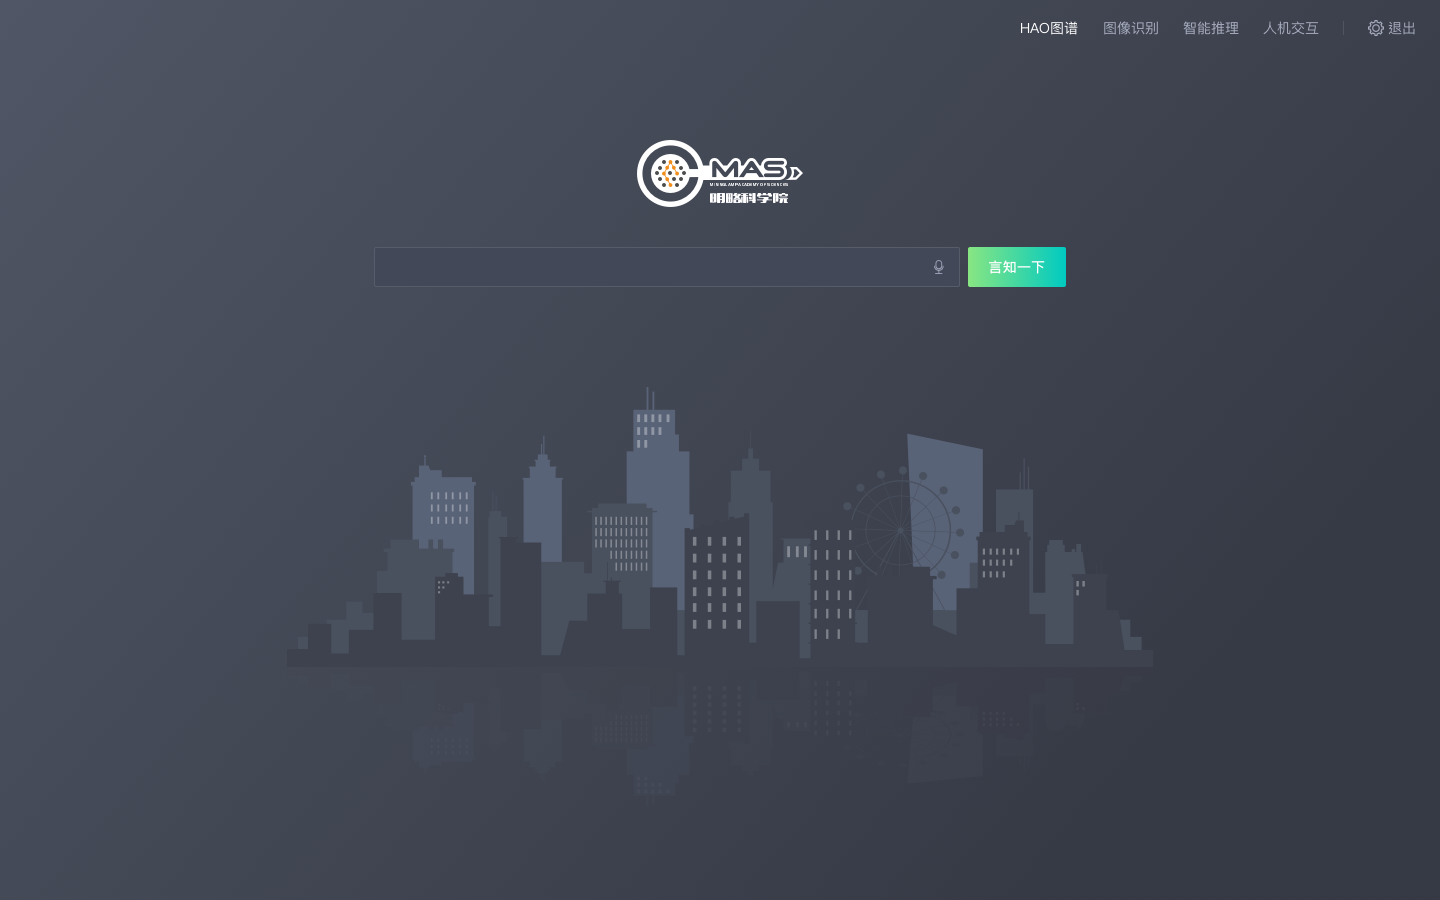 HAO图谱 图像识别 智能推理 人机交互 退出
MAS
MININGLAMP ACADEMY OF SCIENCES
明略科学院
言知一下